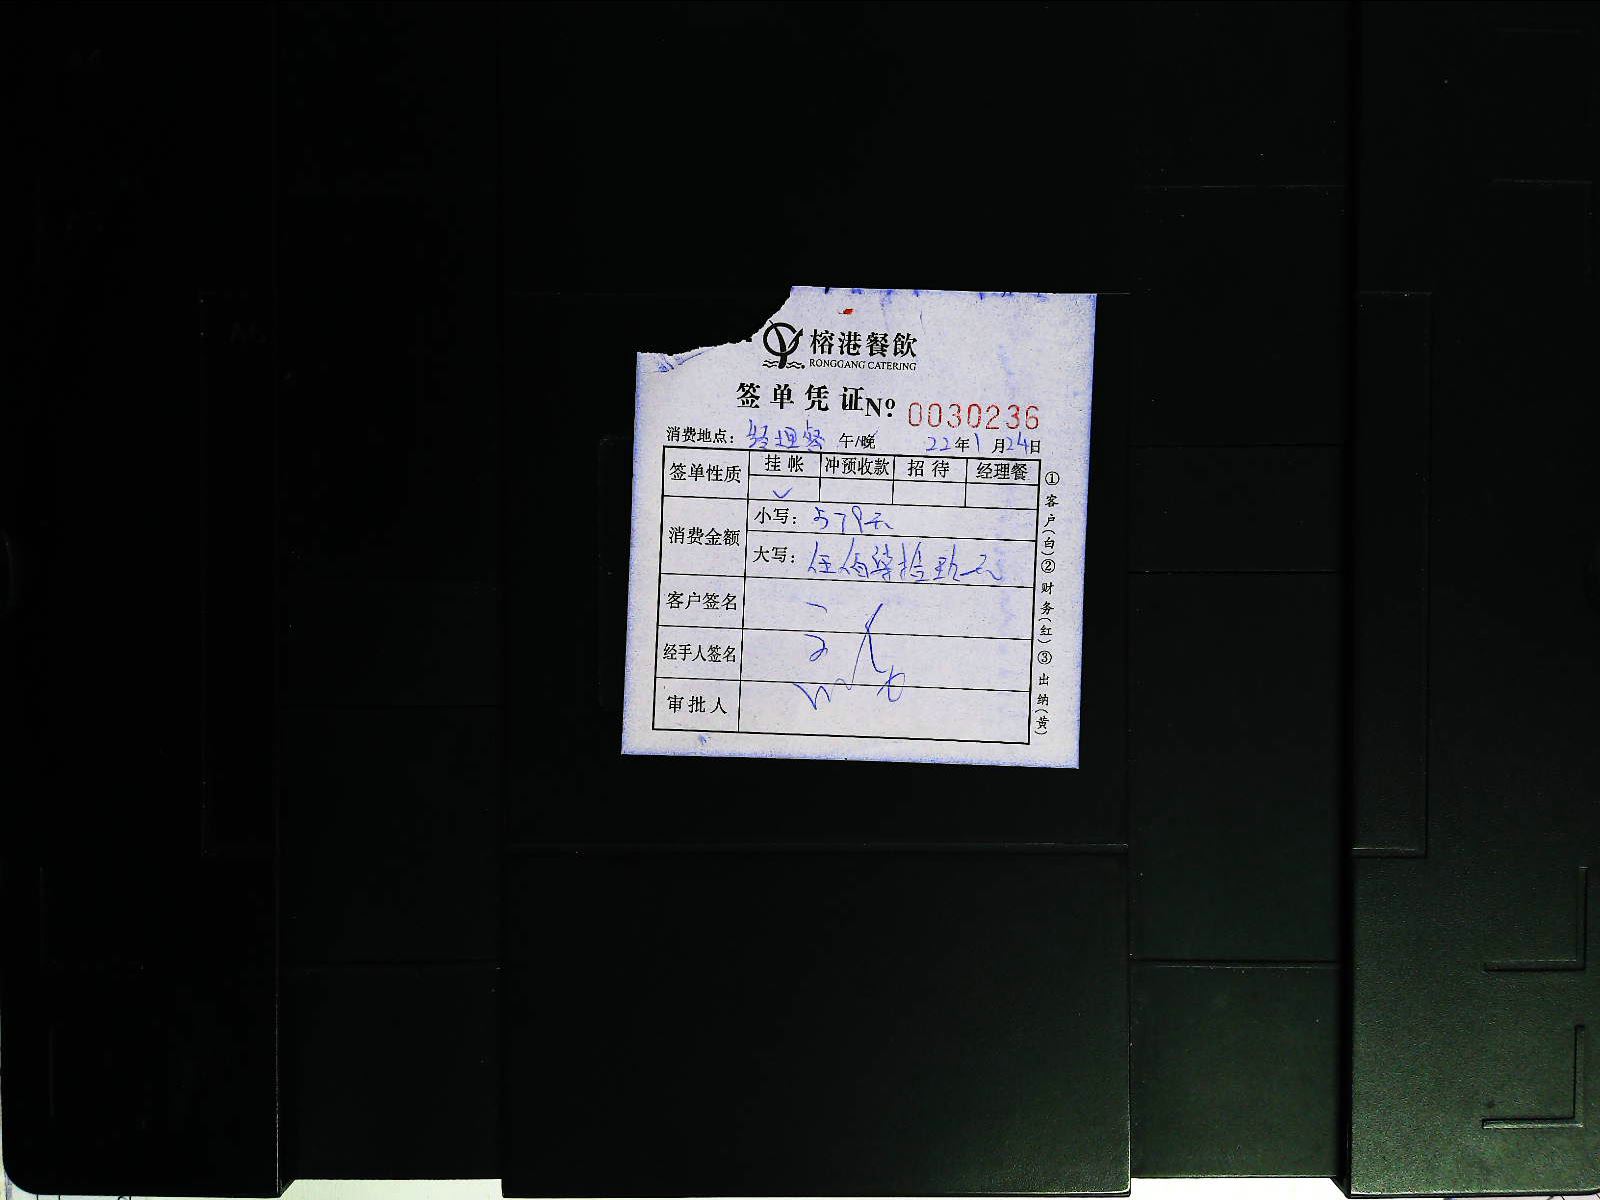 榕港餐飲
RONGGANG CATERING
签单凭证 Nº 0030236
消费地点：经理餐 午/晚 22年1月24日
签单性质 挂帐 冲预收款 招待 经理餐
✓
消费金额 小写：579元
大写：伍佰柒拾玖元
客户签名
经手人签名
审批人
①客户（白）②财务（红）③出纳（黄）